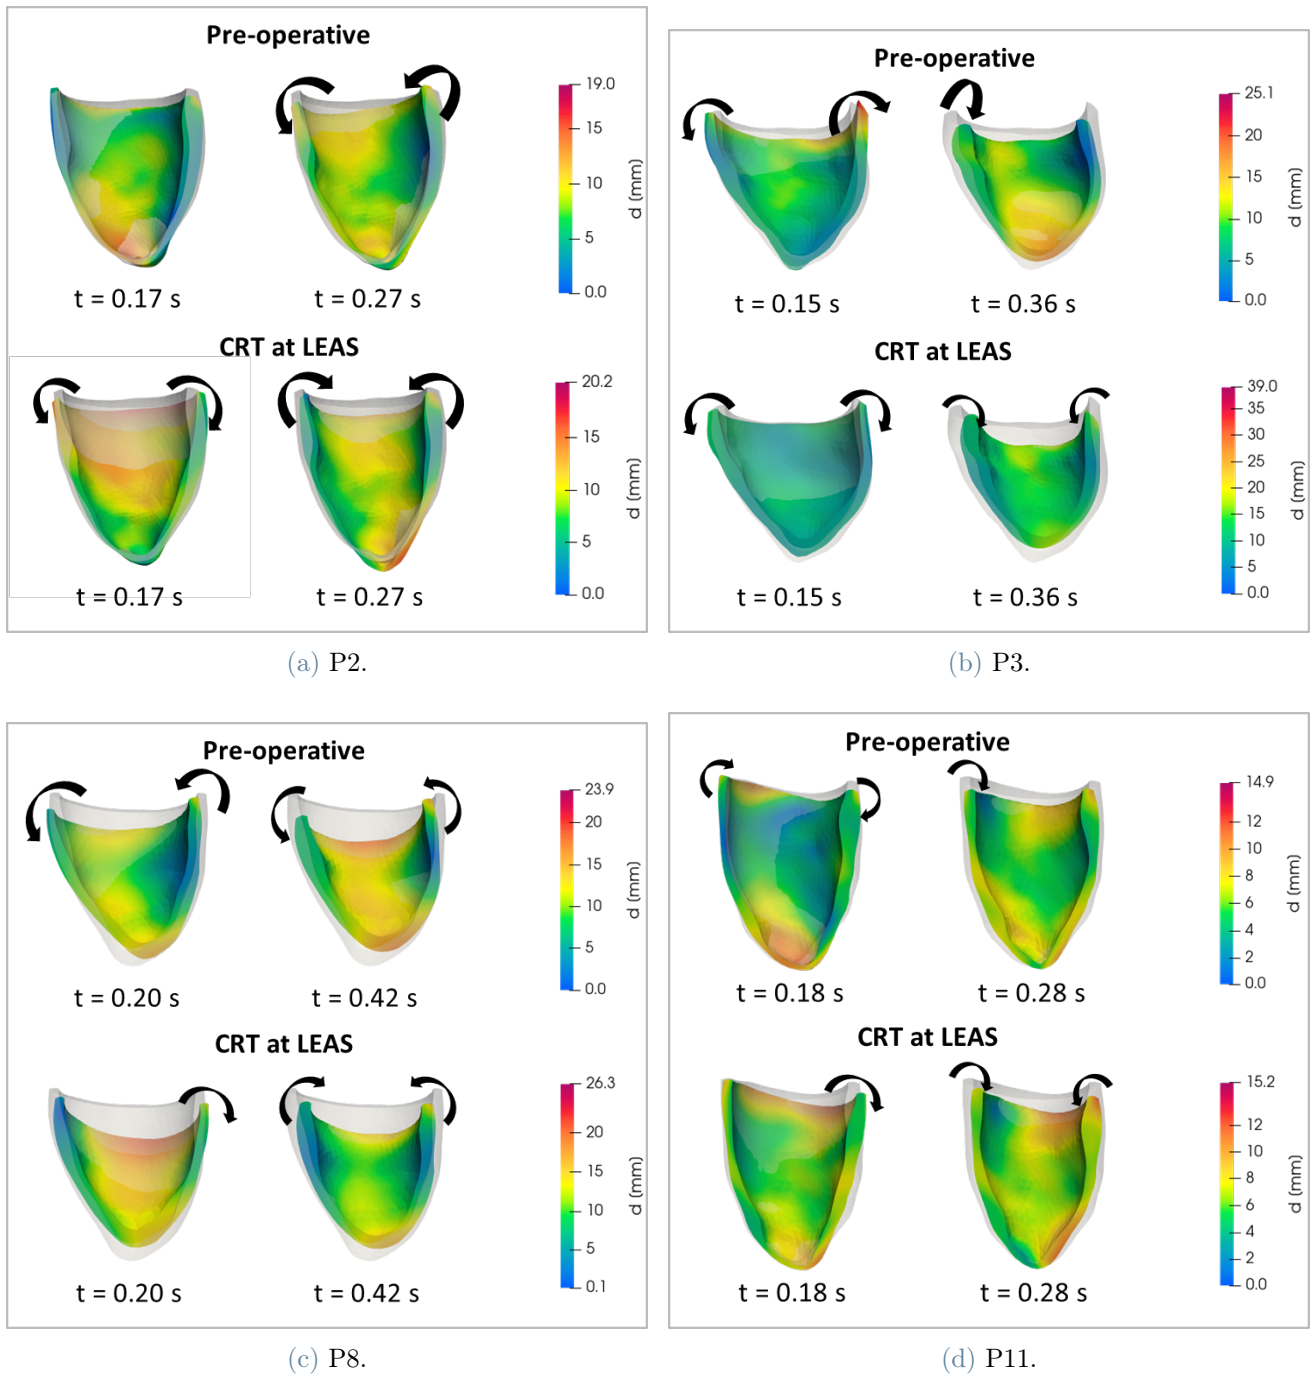 Pre-operative
19.0
15
10
5
0.0
d (mm)
t = 0.17 s
t = 0.27 s
CRT at LEAS
20.2
15
10
5
0.0
d (mm)
t = 0.17 s
t = 0.27 s
(a) P2.
Pre-operative
25.1
20
15
10
5
0.0
d (mm)
t = 0.15 s
t = 0.36 s
CRT at LEAS
39.0
35
30
25
20
15
10
5
0.0
d (mm)
t = 0.15 s
t = 0.36 s
(b) P3.
Pre-operative
23.9
20
15
10
5
0.0
d (mm)
t = 0.20 s
t = 0.42 s
CRT at LEAS
26.3
20
15
10
5
0.1
d (mm)
t = 0.20 s
t = 0.42 s
(c) P8.
Pre-operative
14.9
12
10
8
6
4
2
0.0
d (mm)
t = 0.18 s
t = 0.28 s
CRT at LEAS
15.2
12
10
8
6
4
2
0.0
d (mm)
t = 0.18 s
t = 0.28 s
(d) P11.